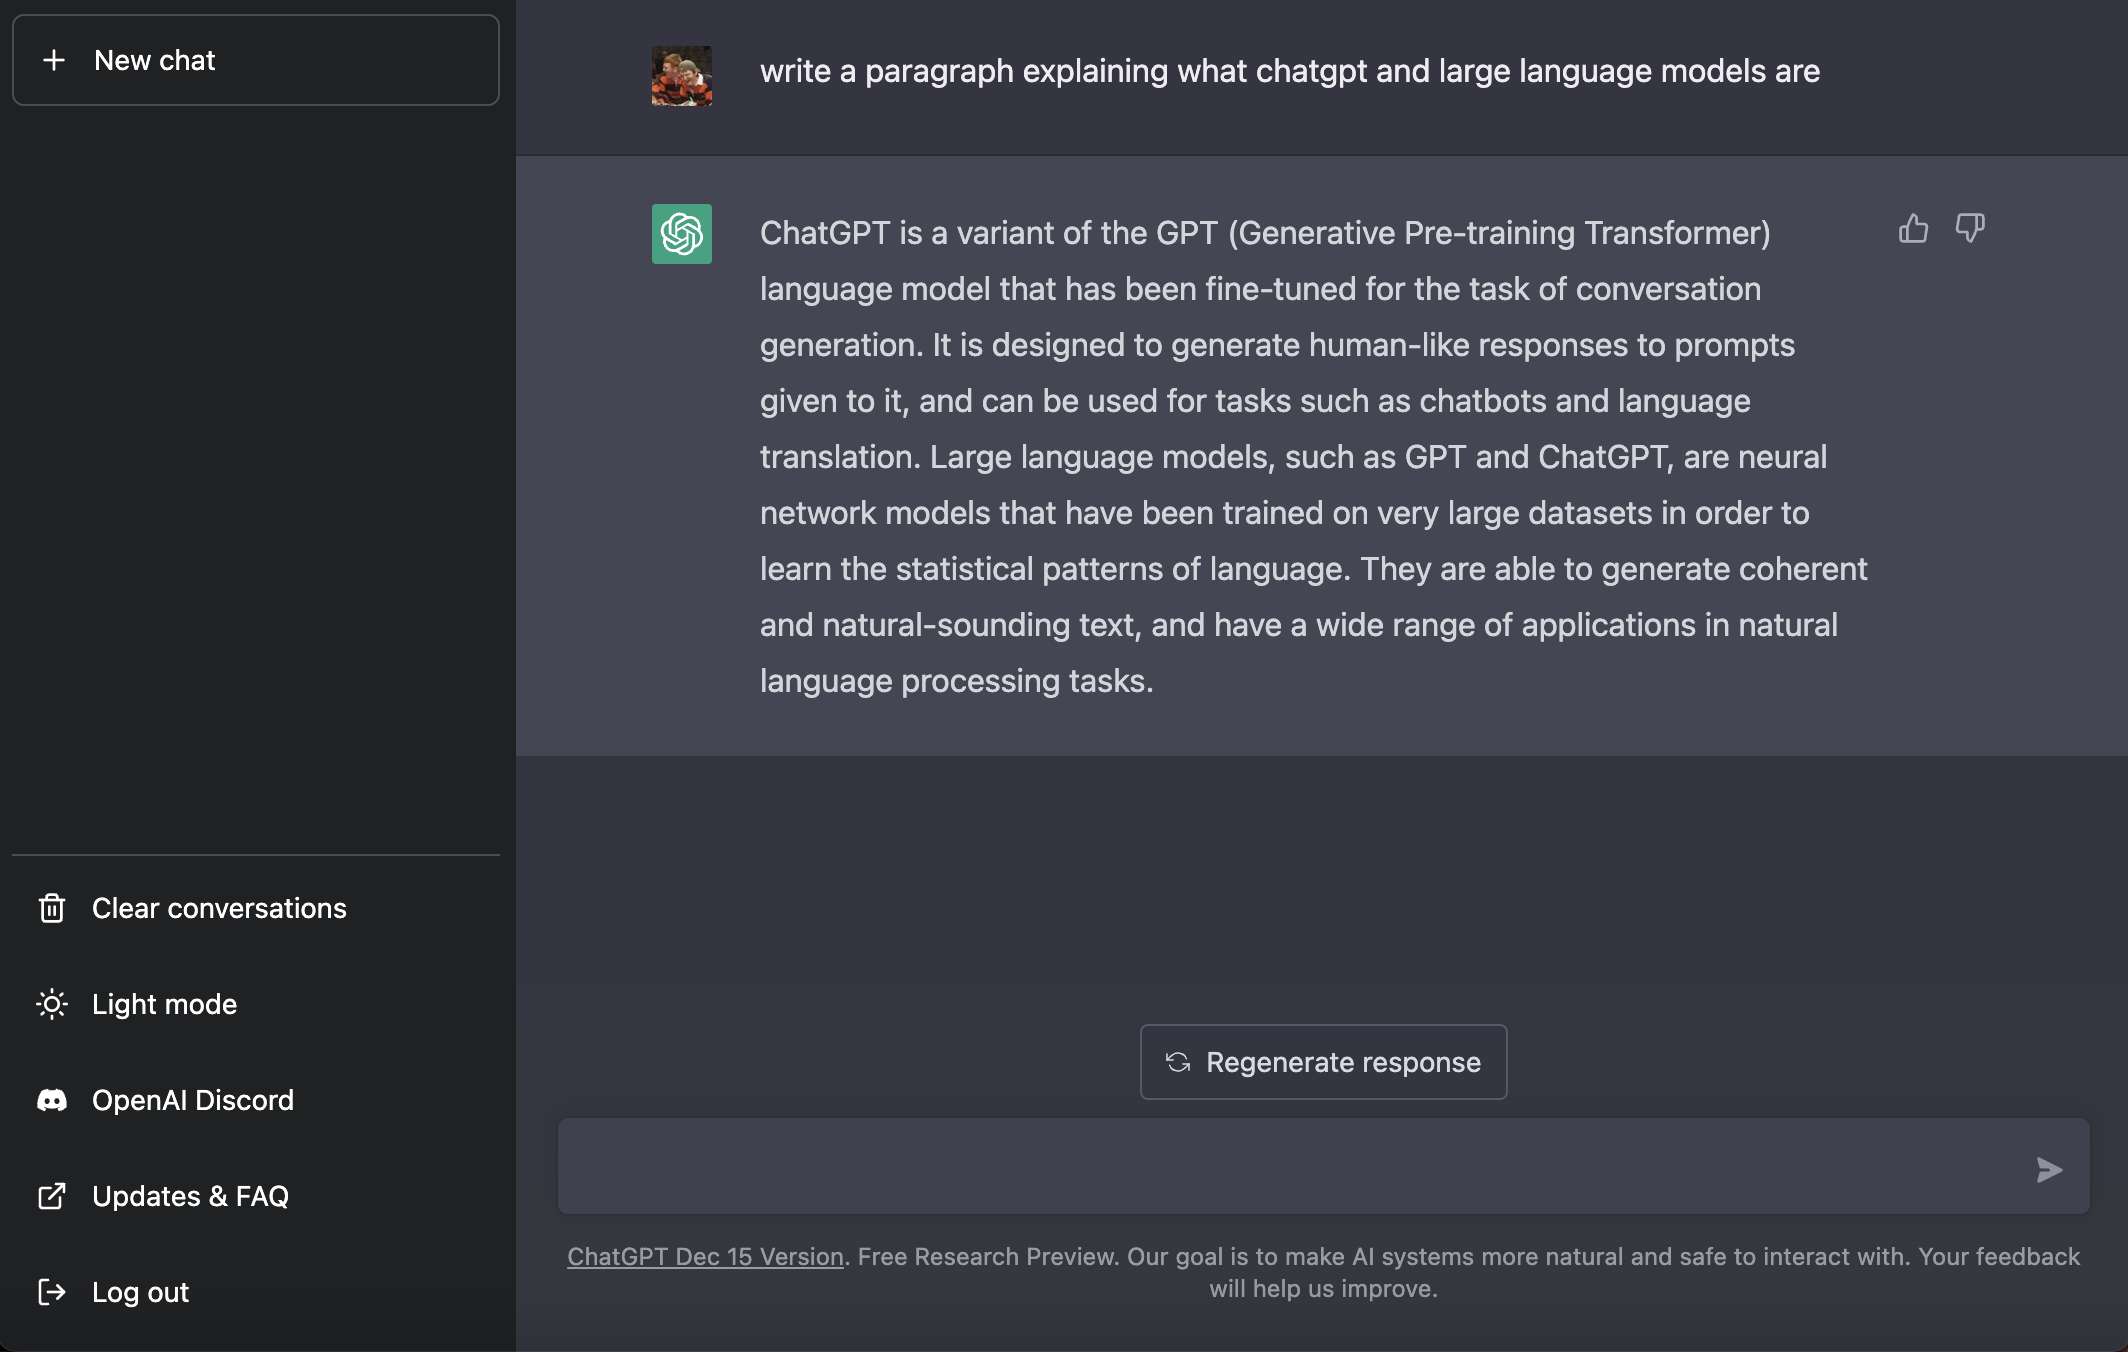 New chat
write a paragraph explaining what chatgpt and large language models are
ChatGPT is a variant of the GPT (Generative Pre-training Transformer)
language model that has been fine-tuned for the task of conversation
generation. It is designed to generate human-like responses to prompts
given to it, and can be used for tasks such as chatbots and language
translation. Large language models, such as GPT and ChatGPT, are neural
network models that have been trained on very large datasets in order to
learn the statistical patterns of language. They are able to generate coherent
and natural-sounding text, and have a wide range of applications in natural
language processing tasks.
Clear conversations
Light mode
OpenAI Discord
Updates & FAQ
Log out
Regenerate response
ChatGPT Dec 15 Version. Free Research Preview. Our goal is to make AI systems more natural and safe to interact with. Your feedback
will help us improve.